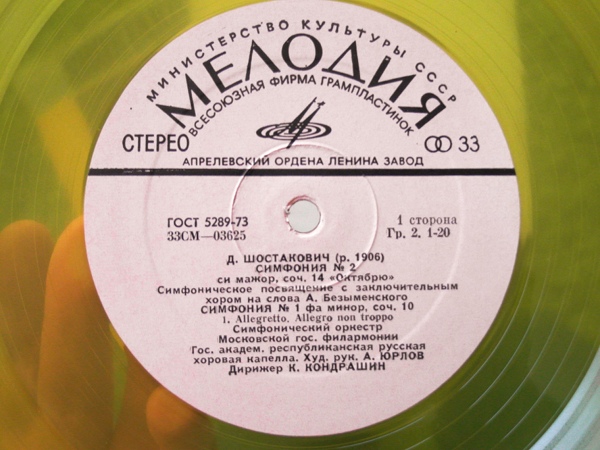 МИНИСТЕРСТВО КУЛЬТУРЫ СССР
МЕЛОДИЯ
ВСЕСОЮЗНАЯ ФИРМА ГРАМПЛАСТИНОК
СТЕРЕО
33
АПРЕЛЕВСКИЙ ОРДЕНА ЛЕНИНА ЗАВОД
ГОСТ 5289-73
33СМ—03625
1 сторона
Гр. 2. 1-20
Д. ШОСТАКОВИЧ (р. 1906)
СИМФОНИЯ № 2
си мажор, соч. 14 «Октябрю»
Симфоническое посвящение с заключительным
хором на слова А. Безыменского
СИМФОНИЯ № 1 фа минор, соч. 10
1. Allegretto. Allegro non troppo
Симфонический оркестр
Московской гос. филармонии
Гос. академ. республиканская русская
хоровая капелла. Худ. рук. А. ЮРЛОВ
Дирижер К. КОНДРАШИН